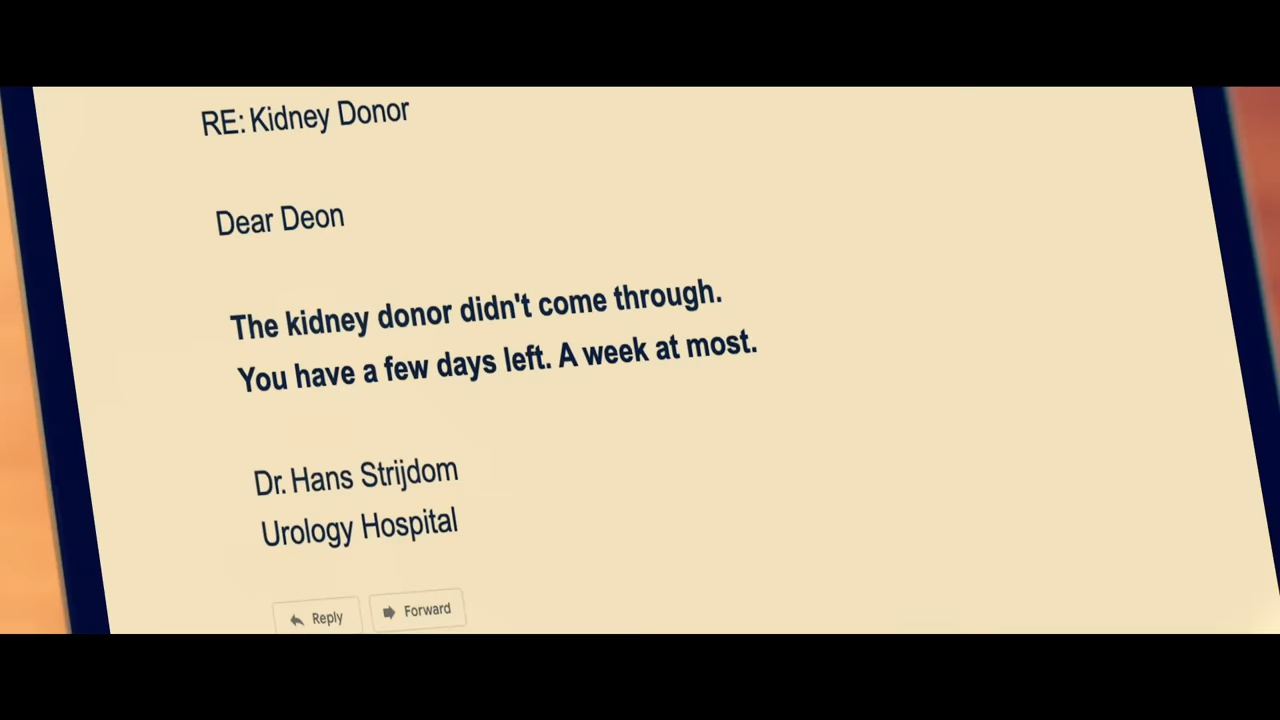 RE: Kidney Donor
Dear Deon
The kidney donor didn't come through.
You have a few days left. A week at most.
Dr. Hans Strijdom
Urology Hospital
Reply
Forward